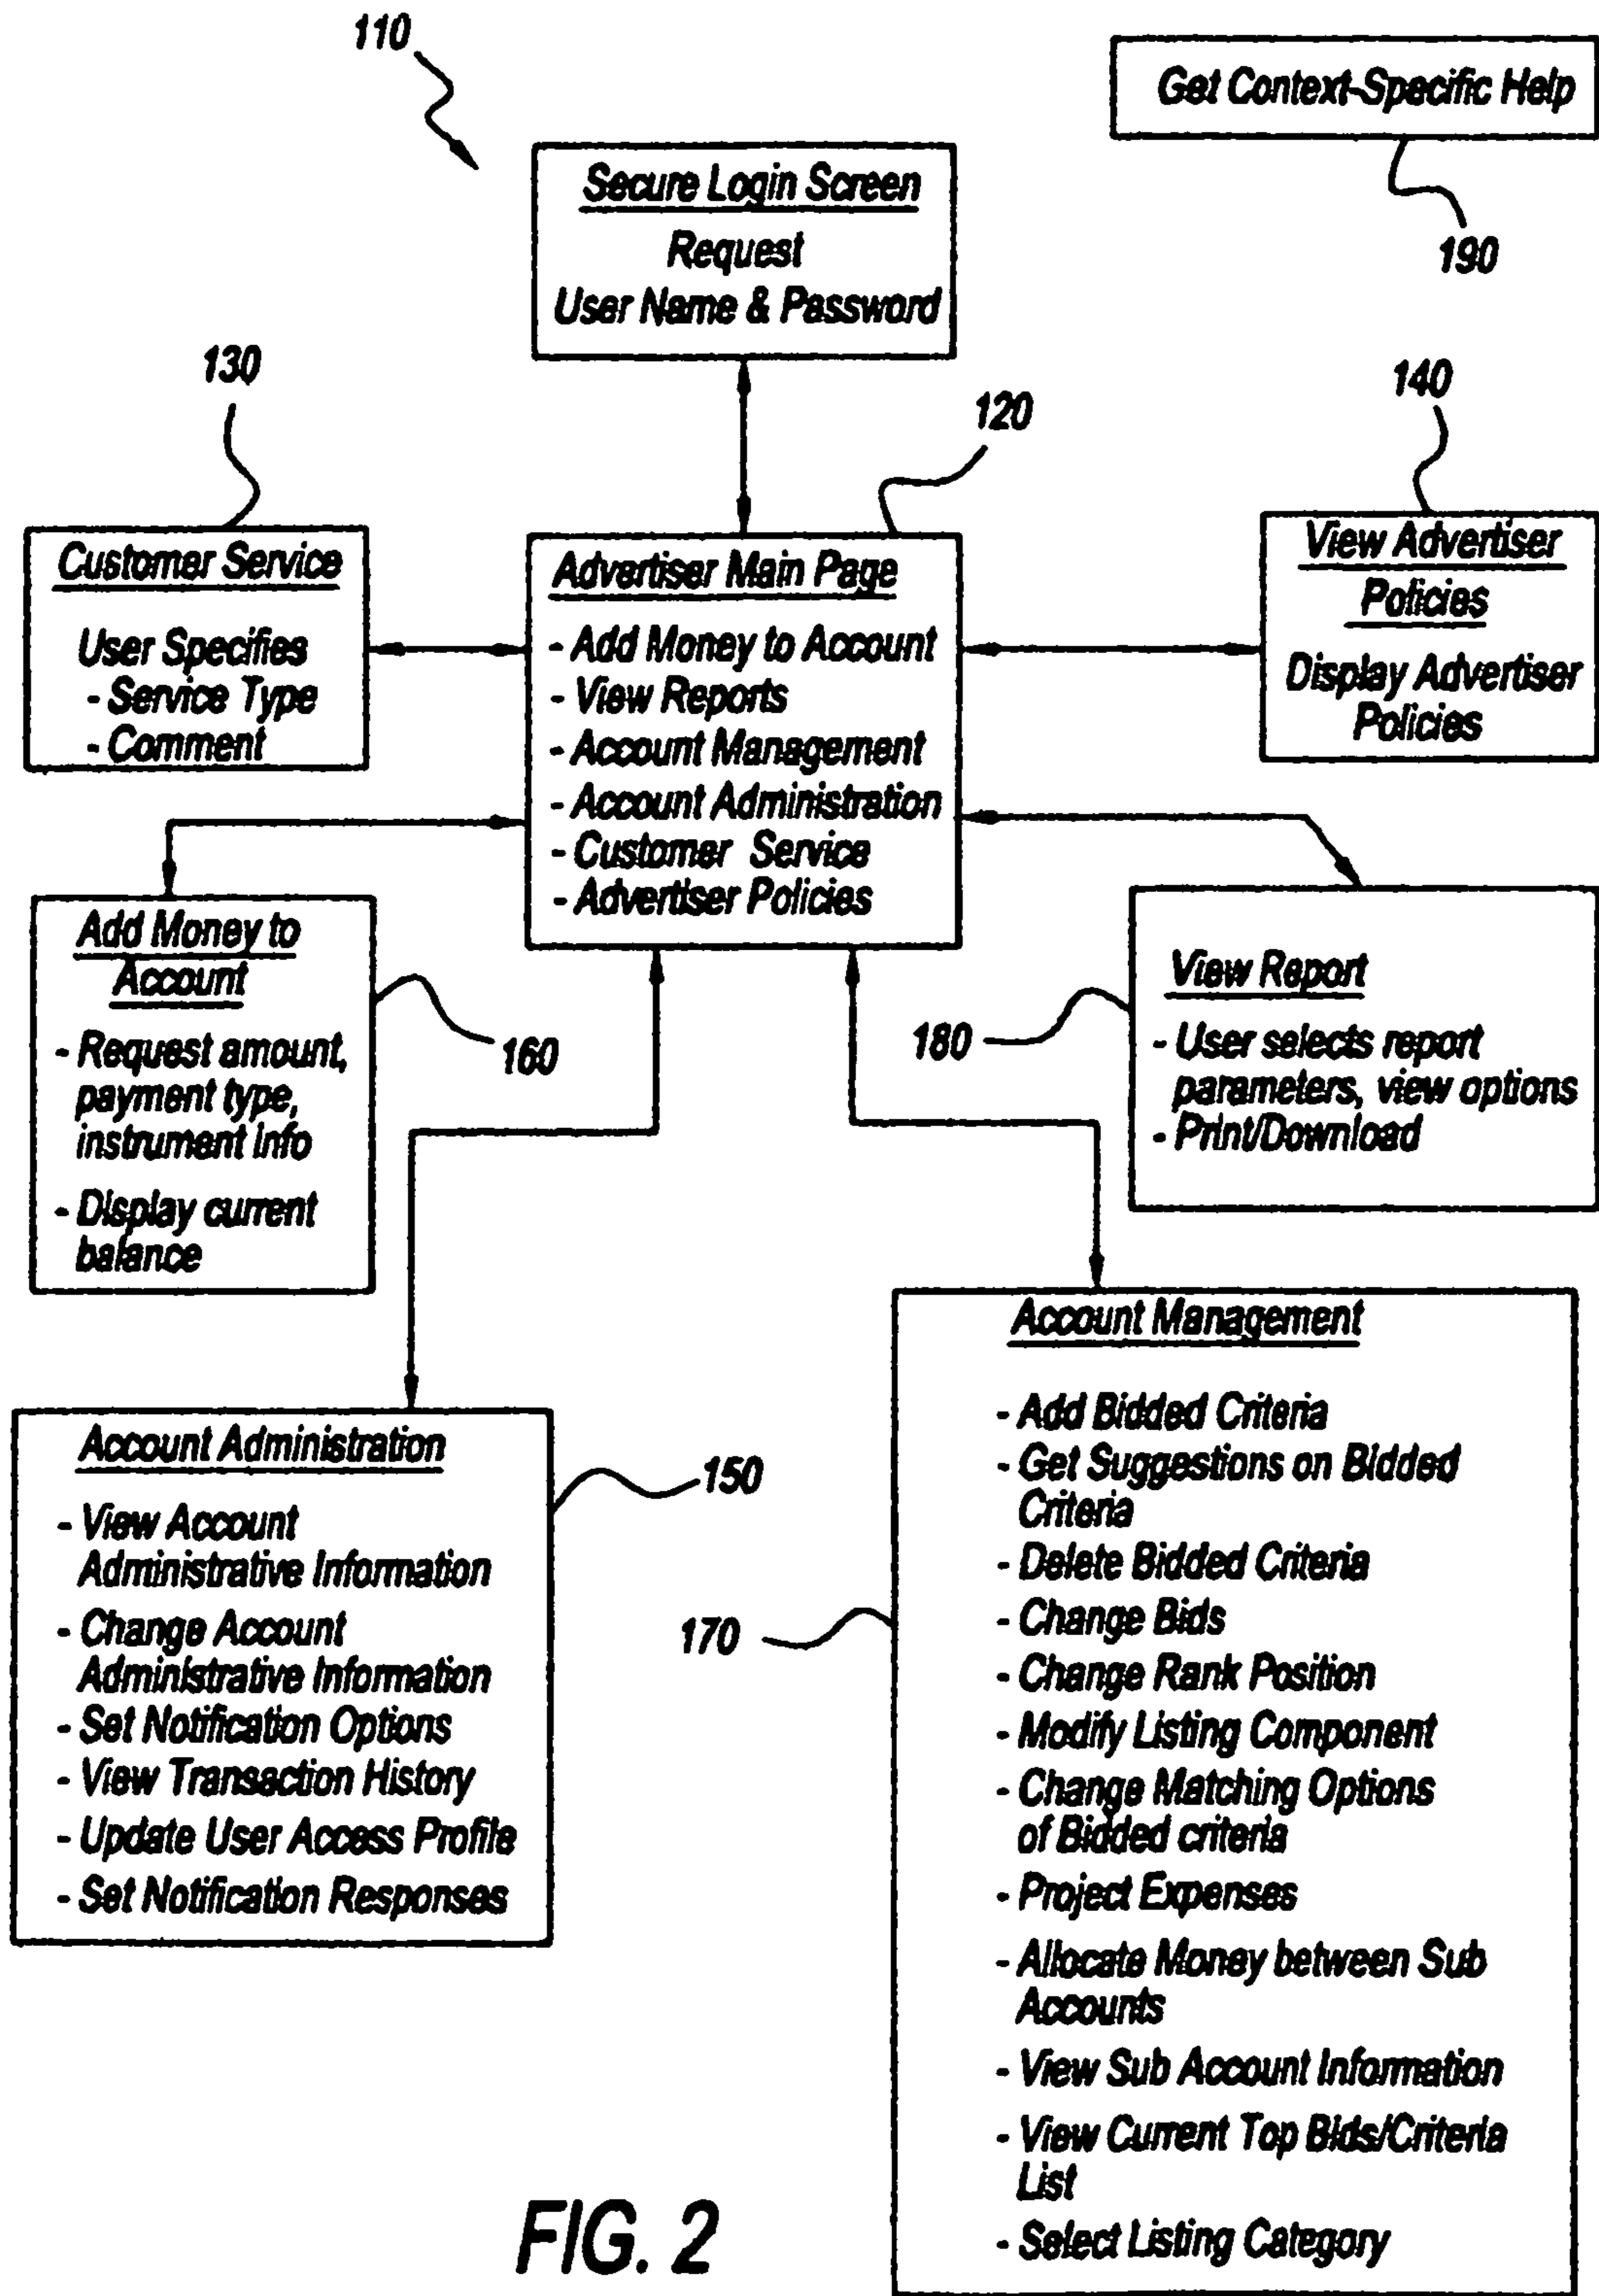 110
Get Context-Specific Help
190
Secure Login Screen
Request
User Name & Password
130
120
140
Customer Service
User Specifies
- Service Type
- Comment
Advertiser Main Page
- Add Money to Account
- View Reports
- Account Management
- Account Administration
- Customer Service
- Advertiser Policies
View Advertiser
Policies
Display Advertiser
Policies
Add Money to
Account
- Request amount,
payment type,
instrument info
- Display current
balance
160
180
View Report
- User selects report
parameters, view options
- Print/Download
Account Administration
- View Account
Administrative Information
- Change Account
Administrative Information
- Set Notification Options
- View Transaction History
- Update User Access Profile
- Set Notification Responses
150
170
Account Management
- Add Bidded Criteria
- Get Suggestions on Bidded
Criteria
- Delete Bidded Criteria
- Change Bids
- Change Rank Position
- Modify Listing Component
- Change Matching Options
of Bidded criteria
- Project Expenses
- Allocate Money between Sub
Accounts
- View Sub Account Information
- View Current Top Bids/Criteria
List
- Select Listing Category
FIG. 2